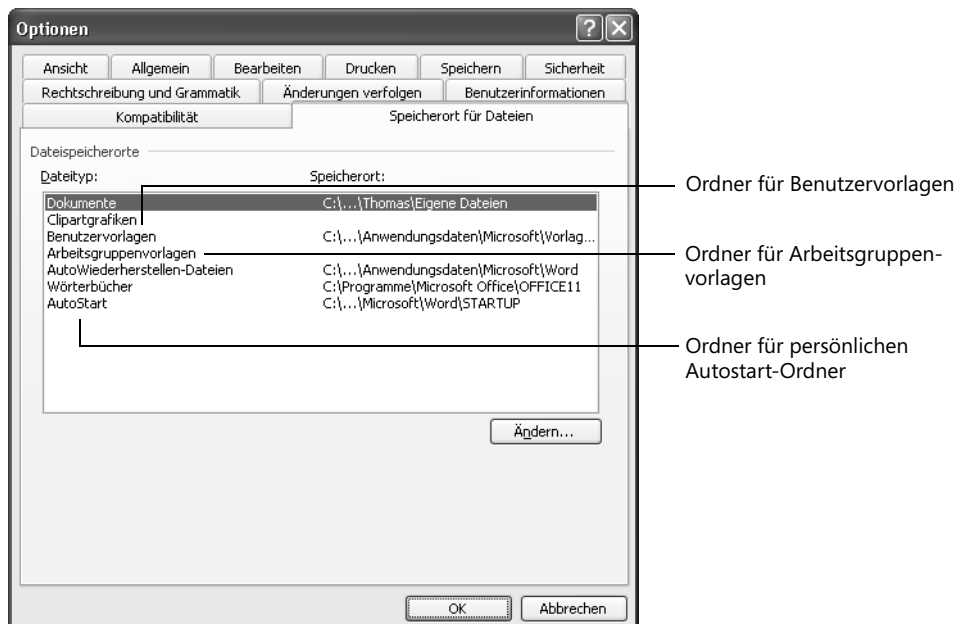 Optionen
Ansicht Allgemein Bearbeiten Drucken Speichern Sicherheit
Rechtschreibung und Grammatik Änderungen verfolgen Benutzerinformationen
Kompatibilität Speicherort für Dateien
Dateispeicherorte
Dateityp: Speicherort:
Dokumente C:\...\Thomas\Eigene Dateien
Clipartgrafiken
Benutzervorlagen C:\...\Anwendungsdaten\Microsoft\Vorlag...
Arbeitsgruppenvorlagen
AutoWiederherstellen-Dateien C:\...\Anwendungsdaten\Microsoft\Word
Wörterbücher C:\Programme\Microsoft Office\OFFICE11
AutoStart C:\...\Microsoft\Word\STARTUP
Ändern...
OK Abbrechen
Ordner für Benutzervorlagen
Ordner für Arbeitsgruppen-
vorlagen
Ordner für persönlichen
Autostart-Ordner